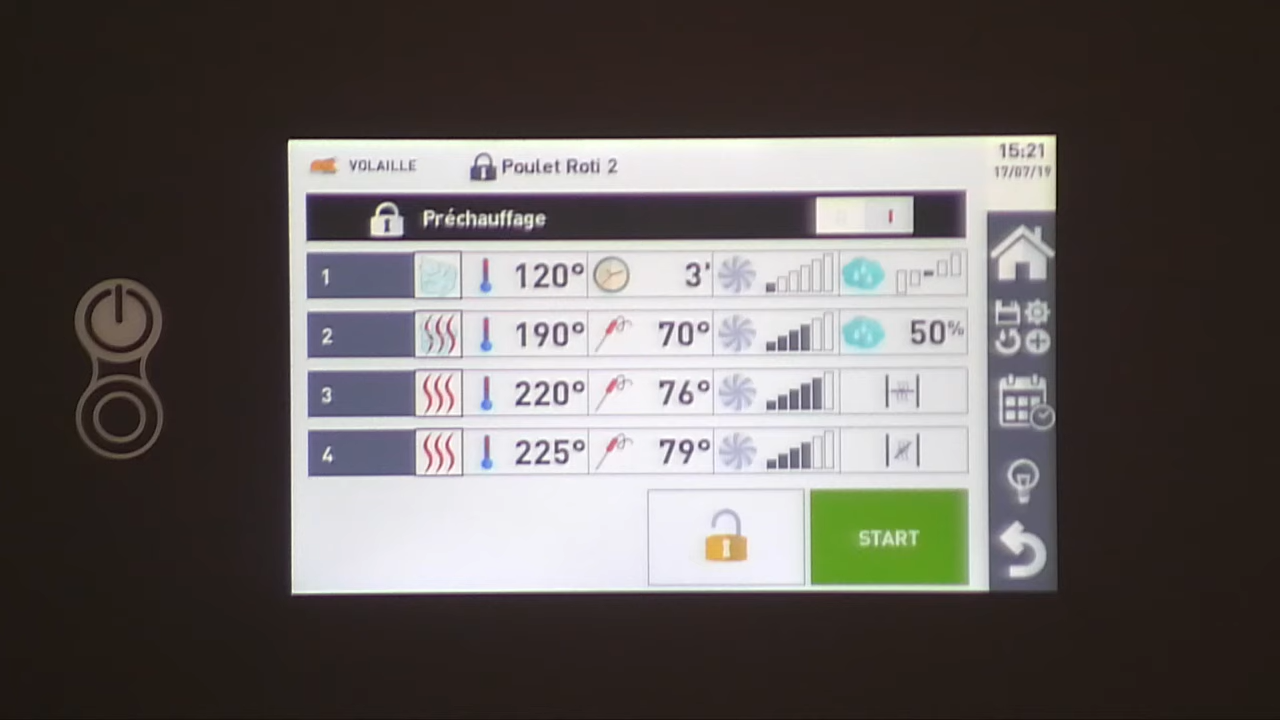 VOLAILLE Poulet Roti 2 15:21
17/07/19
Préchauffage I
1 120° 3'
2 190° 70° 50%
3 220° 76°
4 225° 79°
START